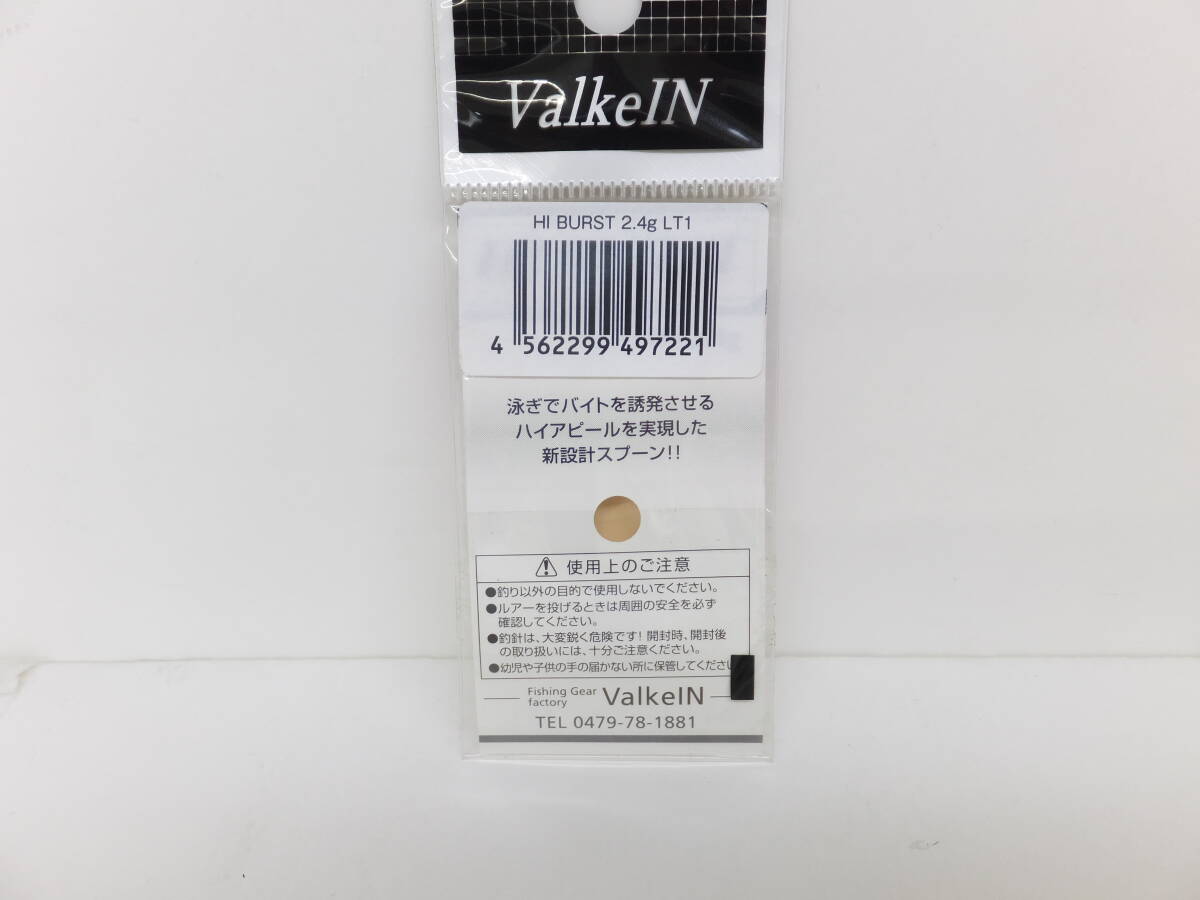 ValkeIN
HI BURST 2.4g LT1
4 562299 497221
泳ぎでバイトを誘発させる
ハイアピールを実現した
新設計スプーン!!
使用上のご注意
●釣り以外の目的で使用しないでください。
●ルアーを投げるときは周囲の安全を必ず
確認してください。
●釣針は、大変鋭く危険です! 開封時、開封後
の取り扱いには、十分ご注意ください。
●幼児や子供の手の届かない所に保管してください
Fishing Gear
factory ValkeIN
TEL 0479-78-1881